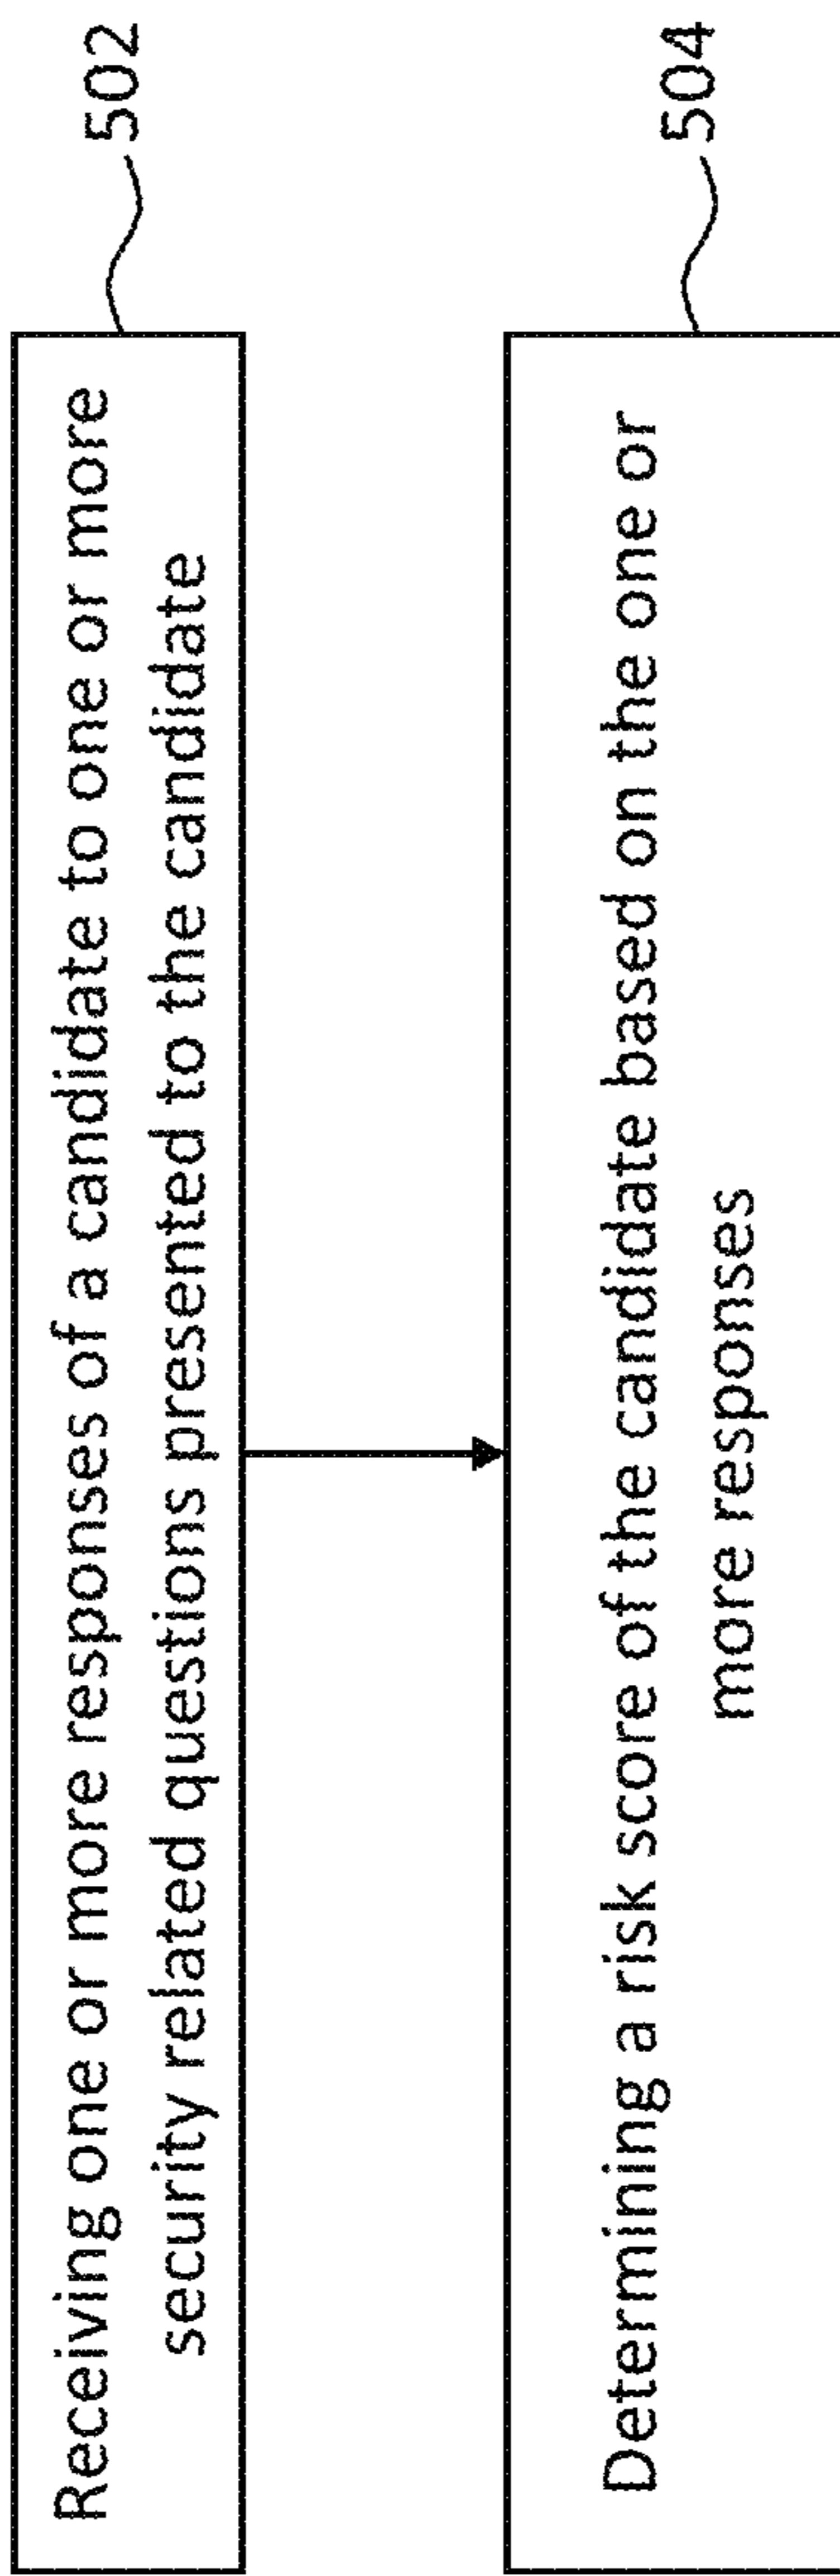 Receiving one or more responses of a candidate to one or more
security related questions presented to the candidate
502
Determining a risk score of the candidate based on the one or
more responses
504